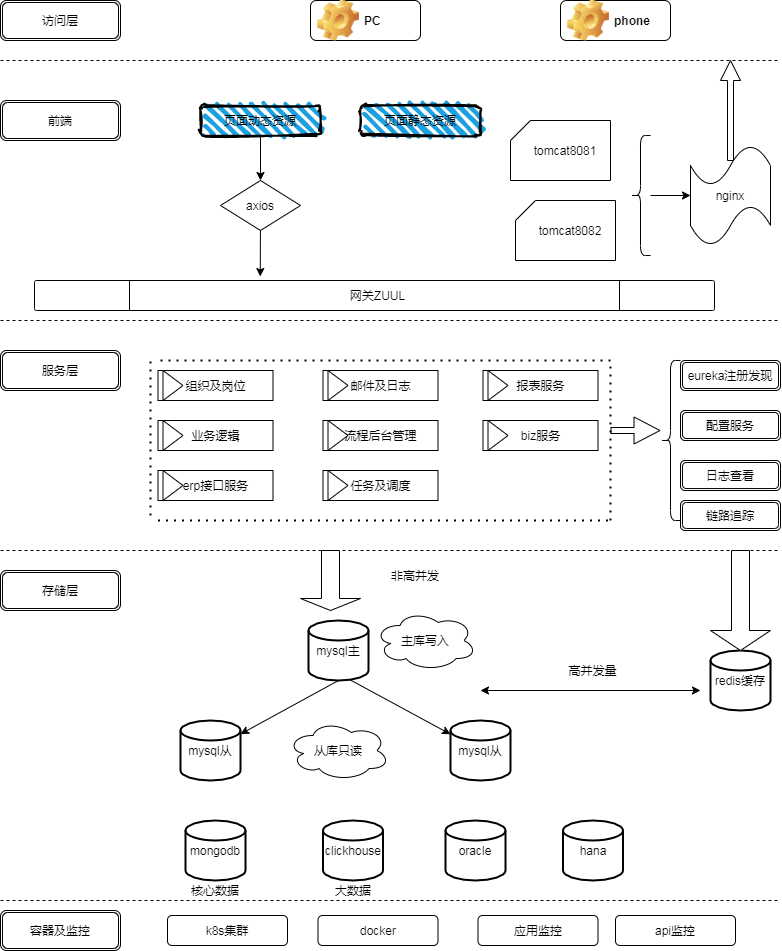 访问层
PC
phone
前端
页面动态资源
页面静态资源
tomcat8081
axios
nginx
tomcat8082
网关ZUUL
服务层
组织及岗位
邮件及日志
报表服务
eureka注册发现
业务逻辑
流程后台管理
biz服务
配置服务
erp接口服务
任务及调度
日志查看
链路追踪
存储层
非高并发
mysql主
主库写入
高并发量
redis缓存
mysql从
从库只读
mysql从
mongodb
clickhouse
oracle
hana
核心数据
大数据
容器及监控
k8s集群
docker
应用监控
api监控